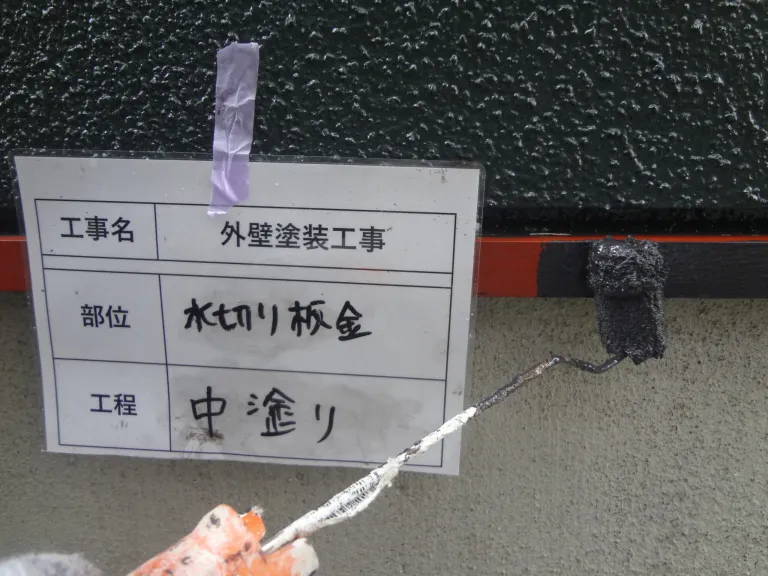 工事名 外壁塗装工事
部位 水切り板金
工程 中塗り